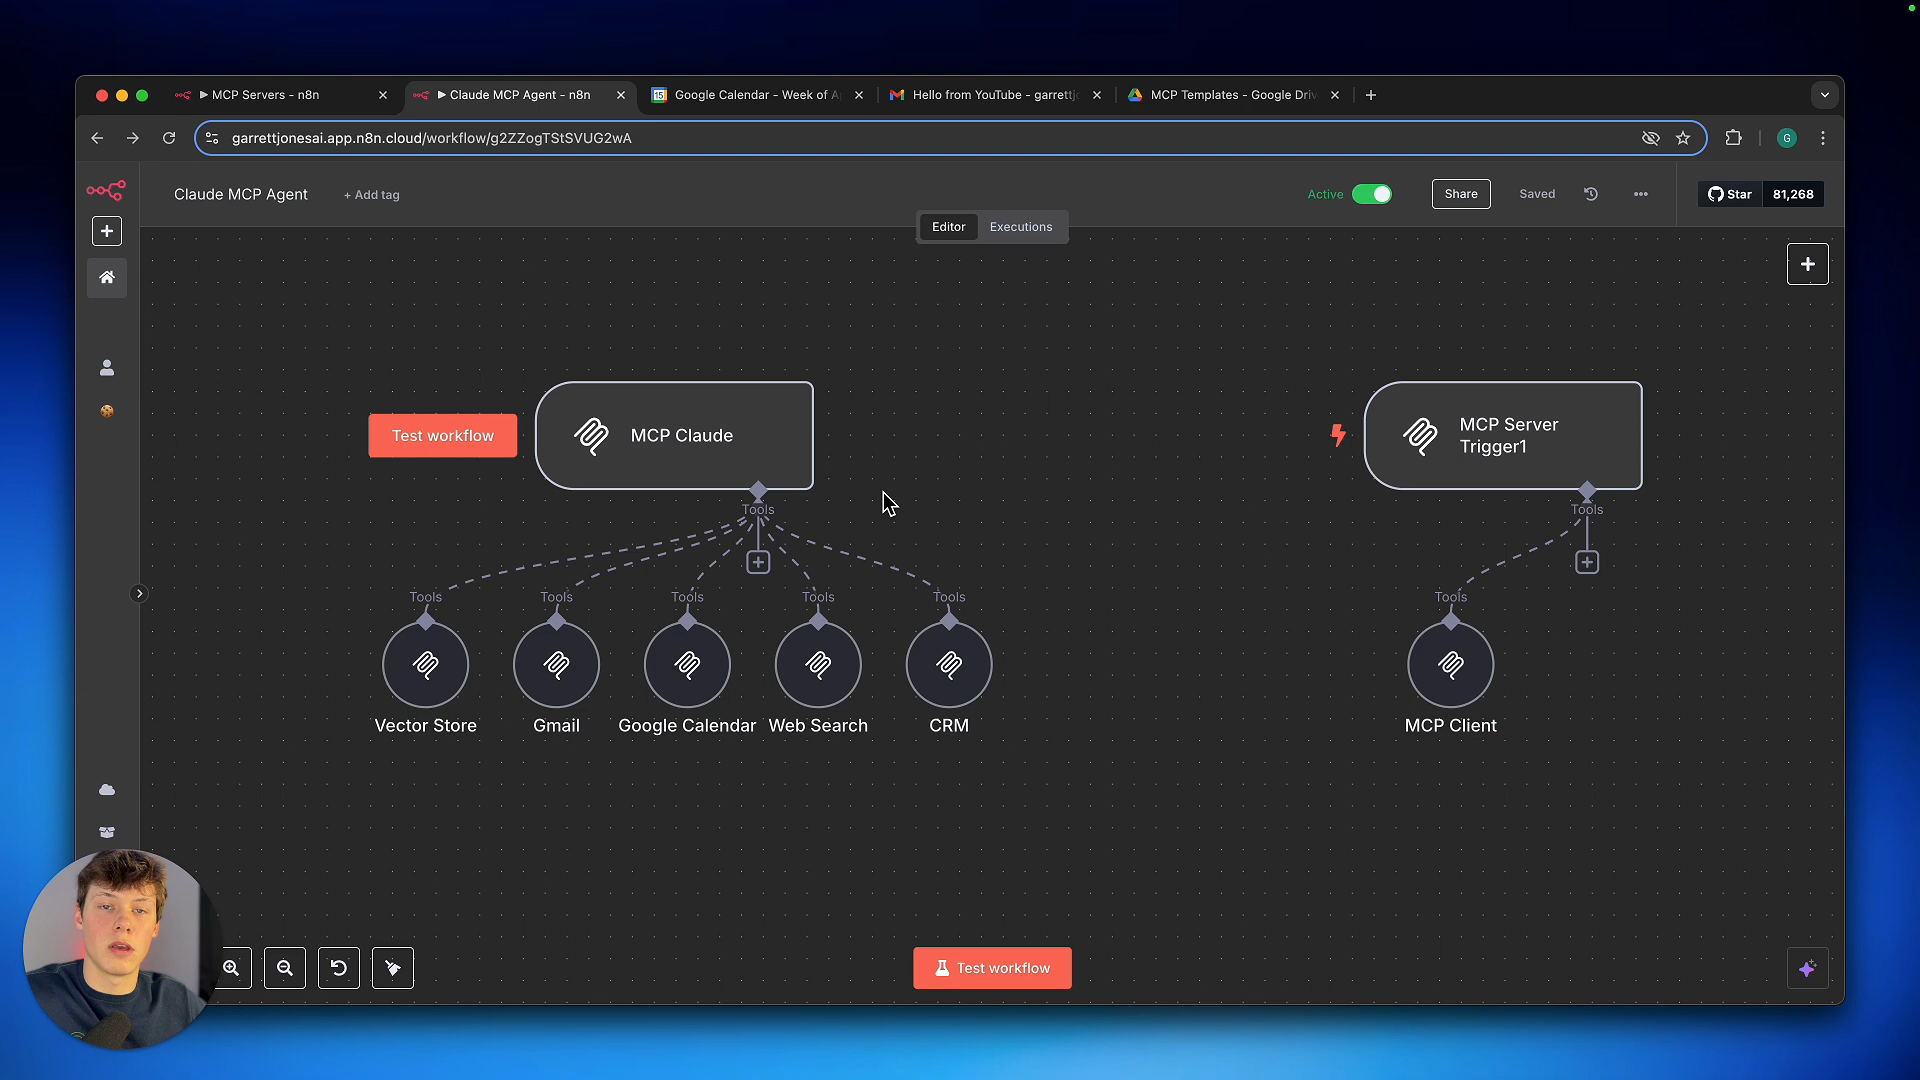 MCP Servers - n8n
Claude MCP Agent - n8n
Google Calendar - Week of A
Hello from YouTube - garrettj
MCP Templates - Google Driv
garrettjonesai.app.n8n.cloud/workflow/g2ZZogTStSVUG2wA
G
Claude MCP Agent
+ Add tag
Active
Share
Saved
Star
81,268
Editor
Executions
Test workflow
MCP Claude
MCP Server
Trigger1
Tools
Tools
Tools
Tools
Tools
Tools
Tools
Tools
Vector Store
Gmail
Google Calendar
Web Search
CRM
MCP Client
Test workflow